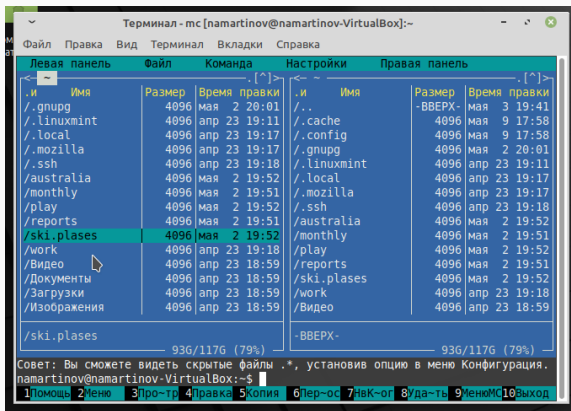 Терминал - mc [namartinov@namartinov-VirtualBox]:~
Файл Правка Вид Терминал Вкладки Справка
Левая панель Файл Команда Настройки Правая панель
<— ~ .[^]> <— ~ .[^]>
.и Имя Размер Время правки .и Имя Размер Время правки
/.gnupg 4096 мая 2 20:01 /.. -ВВЕРХ- мая 3 19:41
/.linuxmint 4096 апр 23 19:11 /.cache 4096 мая 9 17:58
/.local 4096 апр 23 19:17 /.config 4096 мая 9 17:58
/.mozilla 4096 апр 23 19:17 /.gnupg 4096 мая 2 20:01
/.ssh 4096 апр 23 19:18 /.linuxmint 4096 апр 23 19:11
/australia 4096 мая 2 19:52 /.local 4096 апр 23 19:17
/monthly 4096 мая 2 19:51 /.mozilla 4096 апр 23 19:17
/play 4096 мая 2 19:52 /.ssh 4096 апр 23 19:18
/reports 4096 мая 2 19:51 /australia 4096 мая 2 19:52
/ski.plases 4096 мая 2 19:52 /monthly 4096 мая 2 19:51
/work 4096 апр 23 19:18 /play 4096 мая 2 19:52
/Видео 4096 апр 23 18:59 /reports 4096 мая 2 19:51
/Документы 4096 апр 23 18:59 /ski.plases 4096 мая 2 19:52
/Загрузки 4096 апр 23 18:59 /work 4096 апр 23 19:18
/Изображения 4096 апр 23 18:59 /Видео 4096 апр 23 18:59
/ski.plases -ВВЕРХ-
93G/117G (79%) 93G/117G (79%)
Совет: Вы сможете видеть скрытые файлы .*, установив опцию в меню Конфигурация.
namartinov@namartinov-VirtualBox:~$
1Помощь 2Меню 3Про~тр 4Правка 5Копия 6Пер~ос 7НвК~ог 8Уда~ть 9МенюМС 10Выход